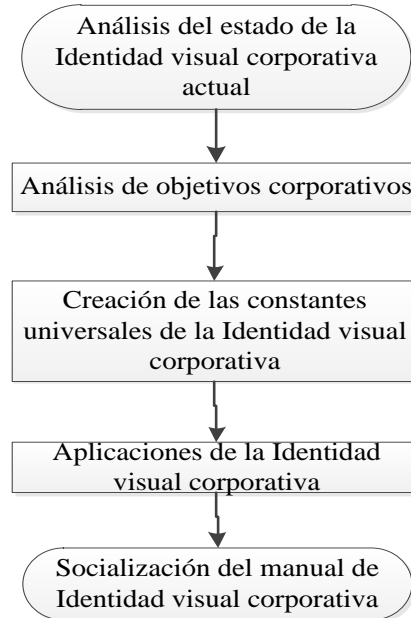 Análisis del estado de la
Identidad visual corporativa
actual
Análisis de objetivos corporativos
Creación de las constantes
universales de la Identidad visual
corporativa
Aplicaciones de la Identidad
visual corporativa
Socialización del manual de
Identidad visual corporativa